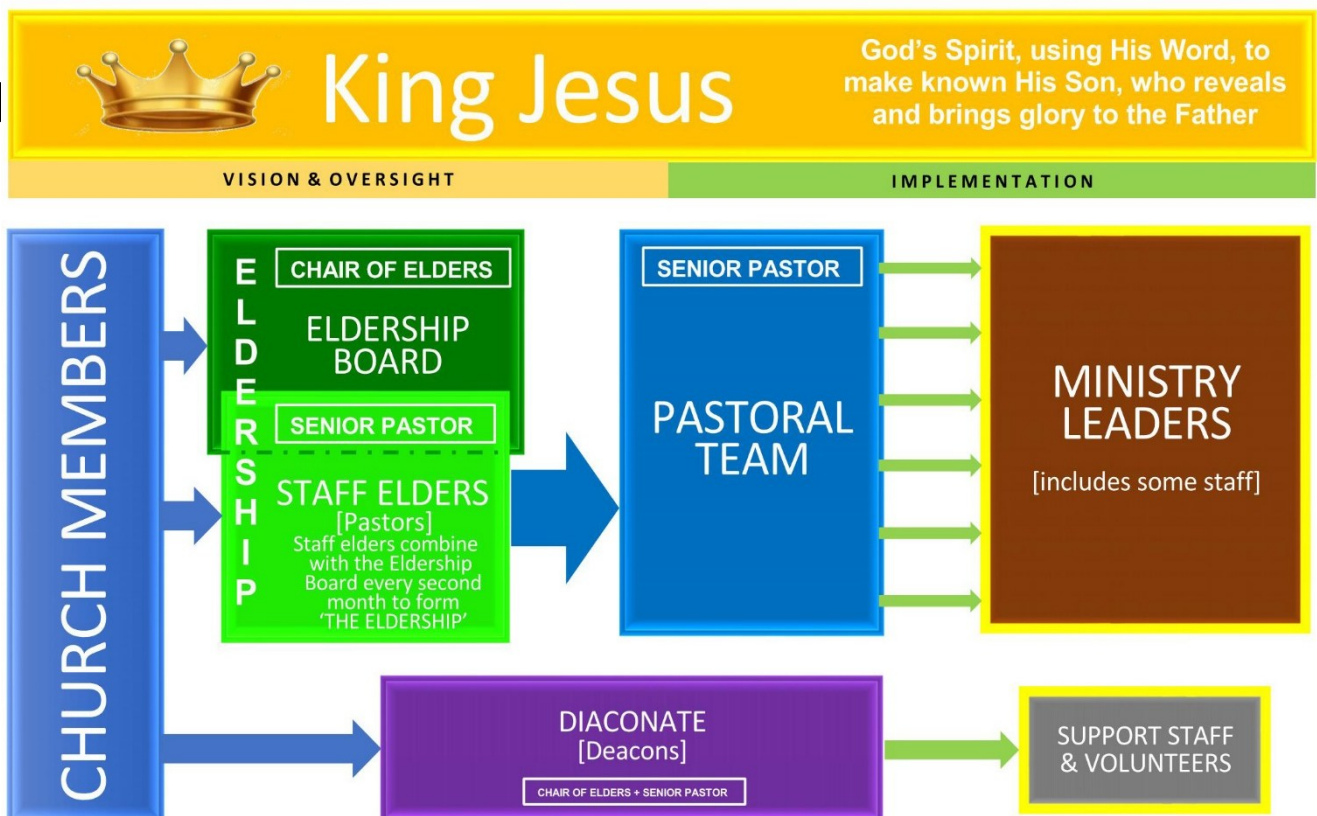 King Jesus
God's Spirit, using His Word, to
make known His Son, who reveals
and brings glory to the Father
VISION & OVERSIGHT
IMPLEMENTATION
CHURCH MEMBERS
ELDERSHIP
CHAIR OF ELDERS
ELDERSHIP
BOARD
SENIOR PASTOR
STAFF ELDERS
[Pastors]
Staff elders combine
with the Eldership
Board every second
month to form
‘THE ELDERSHIP’
SENIOR PASTOR
PASTORAL
TEAM
MINISTRY
LEADERS
[includes some staff]
DIACONATE
[Deacons]
CHAIR OF ELDERS + SENIOR PASTOR
SUPPORT STAFF
& VOLUNTEERS